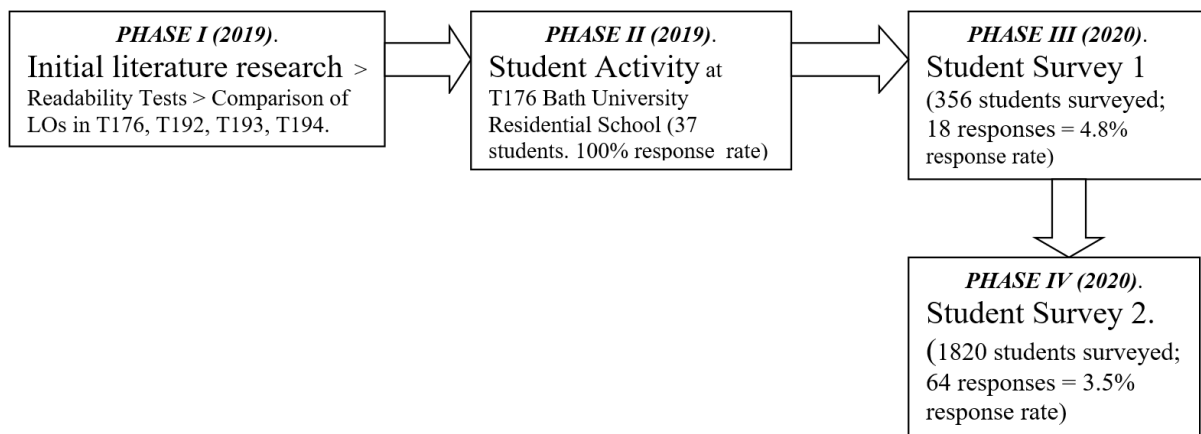 PHASE I (2019).
Initial literature research >
Readability Tests > Comparison of
LOs in T176, T192, T193, T194.
PHASE II (2019).
Student Activity at
T176 Bath University
Residential School (37
students. 100% response rate)
PHASE III (2020).
Student Survey 1
(356 students surveyed;
18 responses = 4.8%
response rate)
PHASE IV (2020).
Student Survey 2.
(1820 students surveyed;
64 responses = 3.5%
response rate)